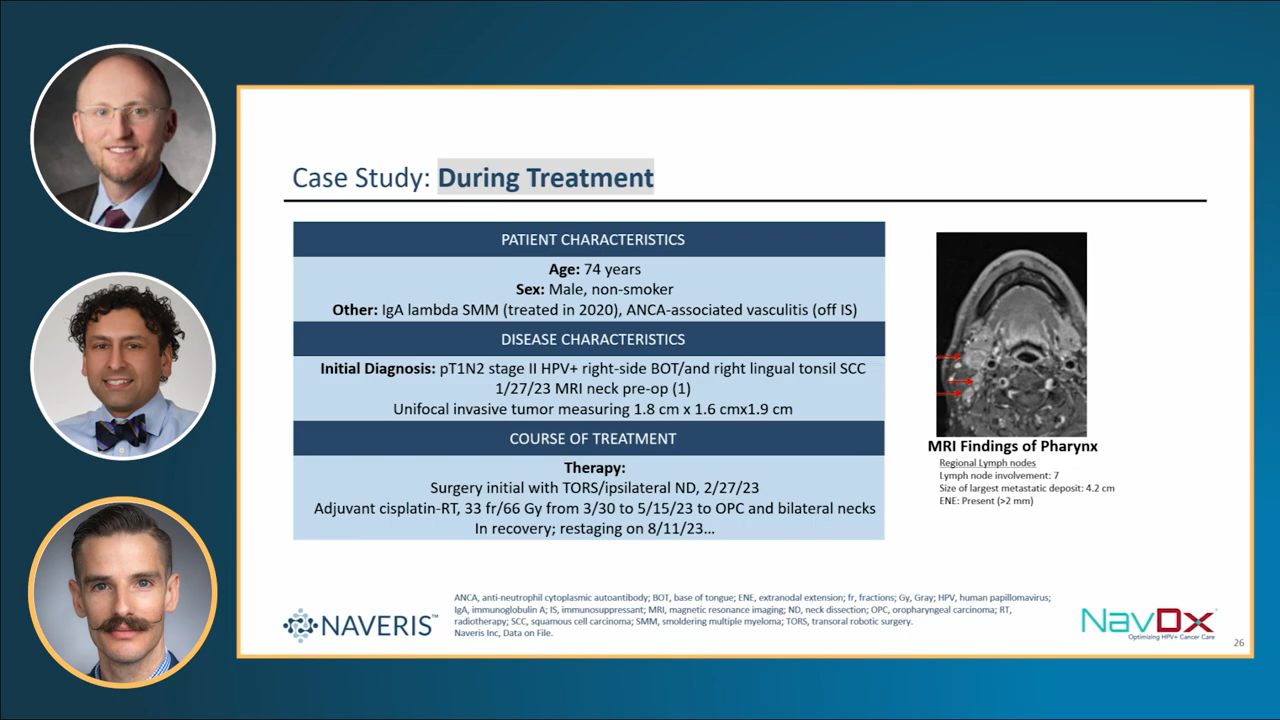 Case Study: During Treatment
PATIENT CHARACTERISTICS
Age: 74 years
Sex: Male, non-smoker
Other: IgA lambda SMM (treated in 2020), ANCA-associated vasculitis (off IS)
DISEASE CHARACTERISTICS
Initial Diagnosis: pT1N2 stage II HPV+ right-side BOT/and right lingual tonsil SCC
1/27/23 MRI neck pre-op (1)
Unifocal invasive tumor measuring 1.8 cm x 1.6 cmx1.9 cm
COURSE OF TREATMENT
Therapy:
Surgery initial with TORS/ipsilateral ND, 2/27/23
Adjuvant cisplatin-RT, 33 fr/66 Gy from 3/30 to 5/15/23 to OPC and bilateral necks
In recovery; restaging on 8/11/23...
MRI Findings of Pharynx
Regional Lymph nodes
Lymph node involvement: 7
Size of largest metastatic deposit: 4.2 cm
ENE: Present (>2 mm)
ANCA, anti-neutrophil cytoplasmic autoantibody; BOT, base of tongue; ENE, extranodal extension; fr, fractions; Gy, Gray; HPV, human papillomavirus;
IgA, immunoglobulin A; IS, immunosuppressant; MRI, magnetic resonance imaging; ND, neck dissection; OPC, oropharyngeal carcinoma; RT,
radiotherapy; SCC, squamous cell carcinoma; SMM, smoldering multiple myeloma; TORS, transoral robotic surgery.
Naveris Inc, Data on File.
NAVERIS™
NavDx®
Optimizing HPV+ Cancer Care
26